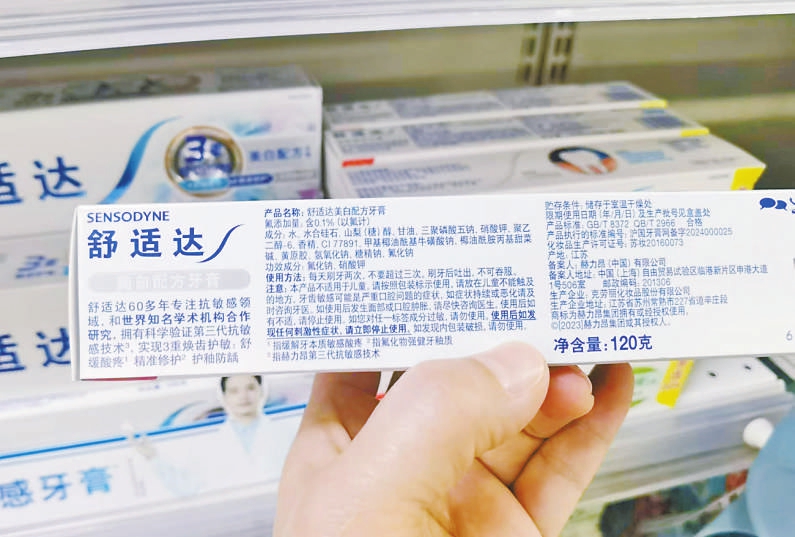 SENSODYNE
舒适达
美白配方牙膏
舒适达60多年专注抗敏感领
域，和世界知名学术机构合作
研究，拥有科学验证第三代抗敏
感技术³，实现3重焕齿护敏：舒
缓酸疼¹ 精准修护² 护釉防龋
产品名称：舒适达美白配方牙膏
氟添加量：含0.1%（以氟计）
成分：水，水合硅石，山梨（糖）醇，甘油，三聚磷酸五钠，硝酸钾，聚乙
二醇-6，香精，CI 77891，甲基椰油酰基牛磺酸钠，椰油酰胺丙基甜菜
碱，黄原胶，氢氧化钠，糖精钠，氟化钠
功效成分：氟化钠，硝酸钾
使用方法：每天刷牙两次，不要超过三次，刷牙后吐出，不可吞服。
注意：本产品不适用于儿童，请按照包装标示使用，请放在儿童不能触及
的地方，牙齿敏感可能是严重口腔问题的症状，如症状持续或恶化请及
时咨询牙医。如使用后发生面部或口腔肿胀，请尽快咨询医生，使用后如
有不适，请停止使用。如您对任一标签成分过敏，请勿使用，使用后如发
现任何刺激性症状，请立即停止使用。如发现内包装破损，请勿使用。
¹指缓解牙本质敏感酸疼 ²指氟化物强健牙釉质
³指赫力昂第三代抗敏感技术
贮存条件：储存于室温干燥处
限期使用日期（年/月/日）及生产批号见盒盖处
产品执行的标准编号：沪国牙膏网备字2024000025
产品标准：GB/T 8372 QB/T 2966 合格
化妆品生产许可证号：苏妆20160073
产地：江苏
备案人：赫力昂（中国）有限公司
备案人地址：中国（上海）自由贸易试验区临港新片区申港大道
1号506室 邮政编码：201306
生产企业：克劳丽化妆品股份有限公司
生产企业地址：江苏省苏州常熟市227省道辛庄段
商标为赫力昂集团拥有或经授权使用。
©[2023]赫力昂集团或其授权人。
净含量：120克
6
适达
美白配方
适达
感牙膏